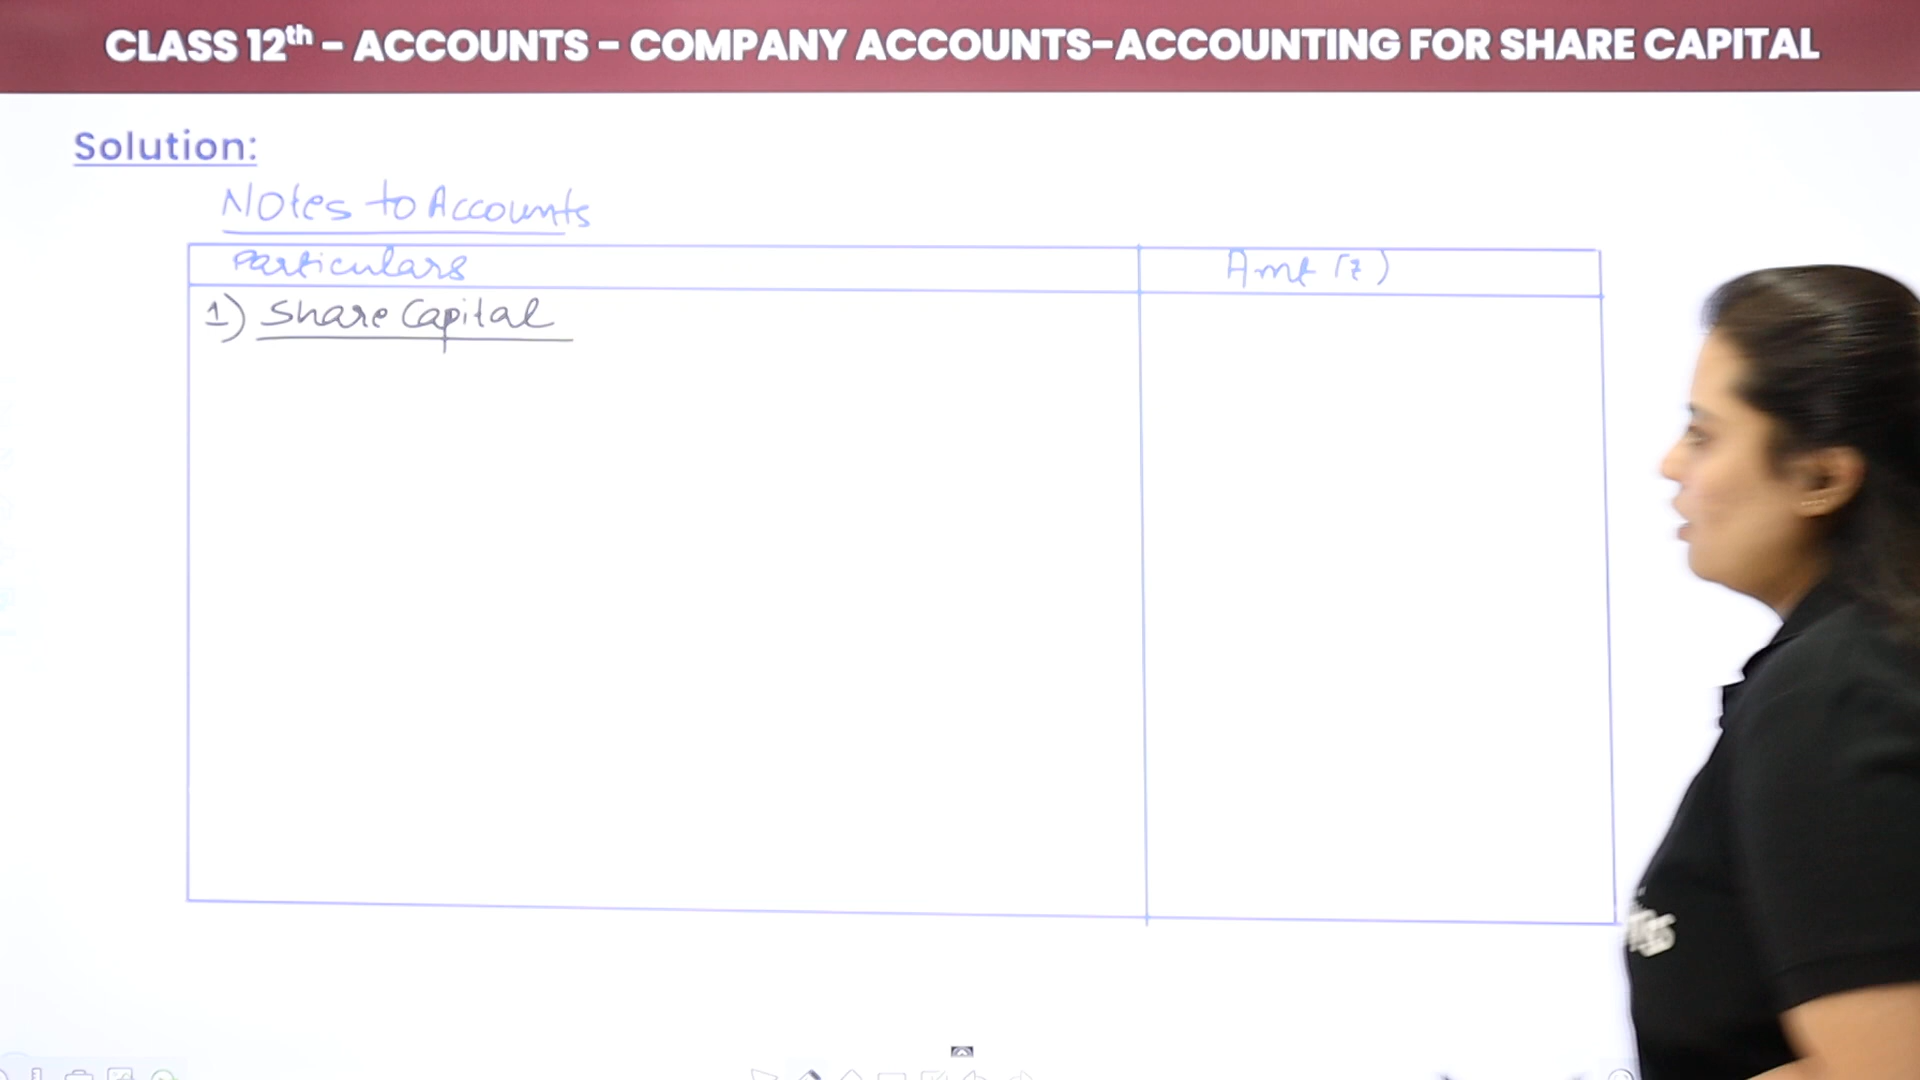 CLASS 12th - ACCOUNTS - COMPANY ACCOUNTS-ACCOUNTING FOR SHARE CAPITAL
Solution:
Notes to Accounts
Particulars Amt (₹)
1) Share Capital